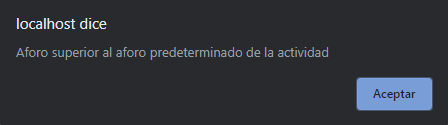 localhost dice
Aforo superior al aforo predeterminado de la actividad
Aceptar